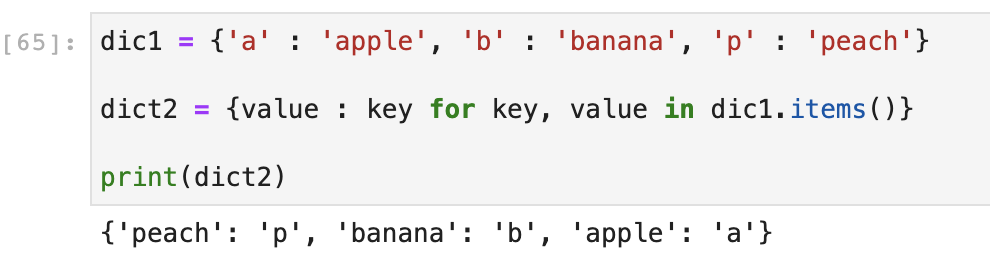 [65]: dic1 = {'a' : 'apple', 'b' : 'banana', 'p' : 'peach'}
dict2 = {value : key for key, value in dic1.items()}
print(dict2)
{'peach': 'p', 'banana': 'b', 'apple': 'a'}